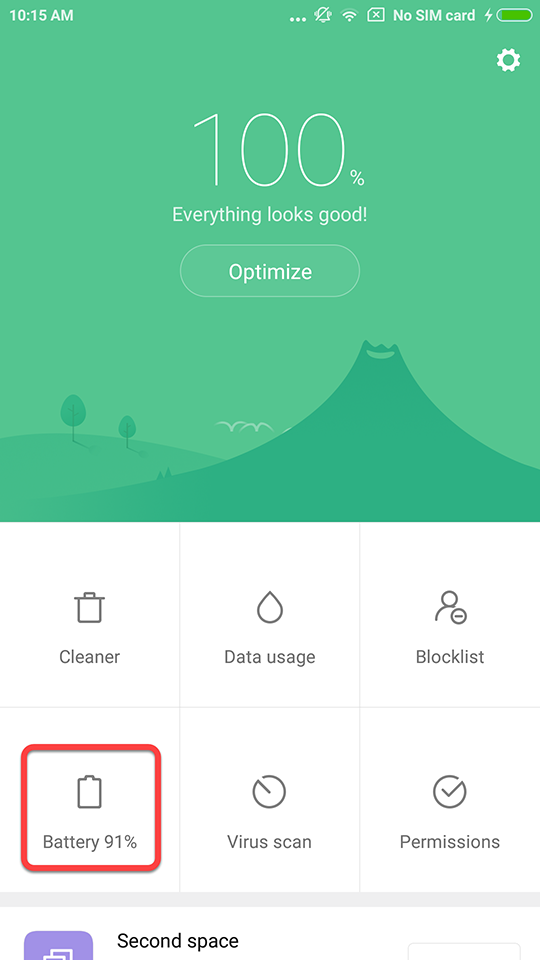 10:15 AM
... No SIM card
100%
Everything looks good!
Optimize
Cleaner
Data usage
Blocklist
Battery 91%
Virus scan
Permissions
Second space